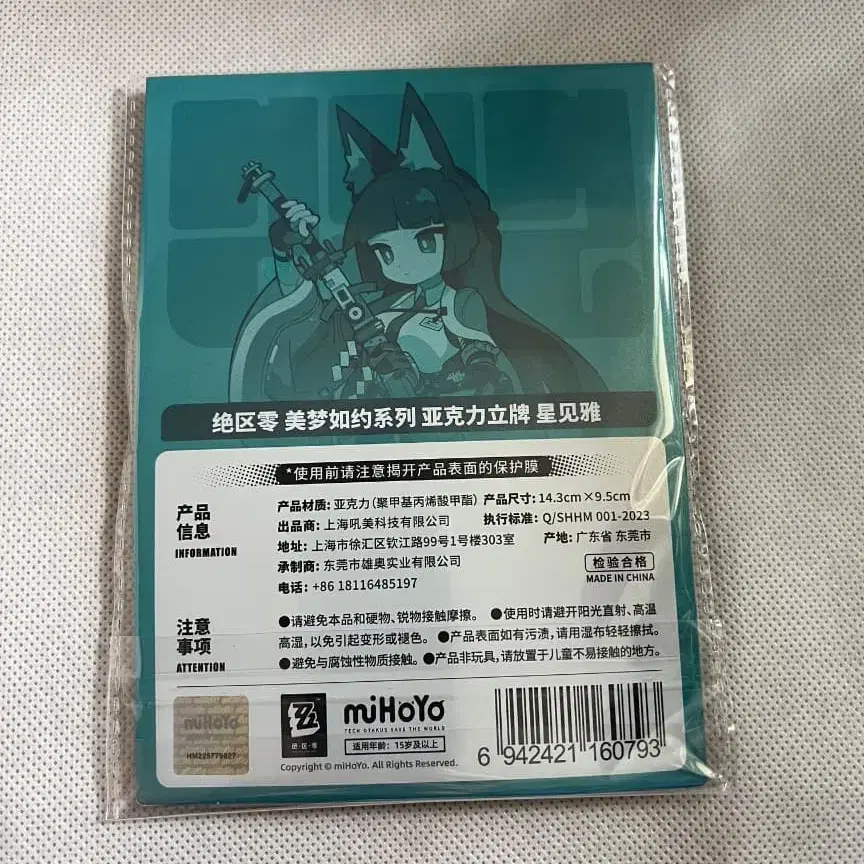 绝区零 美梦如约系列 亚克力立牌 星见雅
*使用前请注意揭开产品表面的保护膜
产品信息
INFORMATION
产品材质: 亚克力(聚甲基丙烯酸甲酯) 产品尺寸: 14.3cm×9.5cm
出品商: 上海吼美科技有限公司 执行标准: Q/SHHM 001-2023
地址: 上海市徐汇区钦江路99号1号楼303室 产地: 广东省 东莞市
承制商: 东莞市雄奥实业有限公司 检验合格
电话: +86 18116485197 MADE IN CHINA
注意事项
ATTENTION
●请避免本品和硬物、锐物接触摩擦。 ●使用时请避开阳光直射、高温
高湿,以免引起变形或褪色。 ●产品表面如有污渍,请用湿布轻轻擦拭。
●避免与腐蚀性物质接触。 ●产品非玩具,请放置于儿童不易接触的地方。
miHoYo
HM225779827
绝·区·零
miHoYo
TECH OTAKUS SAVE THE WORLD
适用年龄: 15岁及以上
Copyright © miHoYo. All Rights Reserved.
6 942421 160793